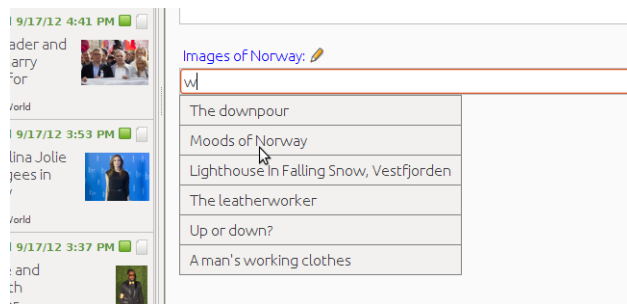 9/17/12 4:41 PM
ader and
arry
for
World
9/17/12 3:53 PM
lina Jolie
gees in
World
9/17/12 3:37 PM
and
ch
Images of Norway:
w
The downpour
Moods of Norway
Lighthouse in Falling Snow, Vestfjorden
The leatherworker
Up or down?
A man's working clothes